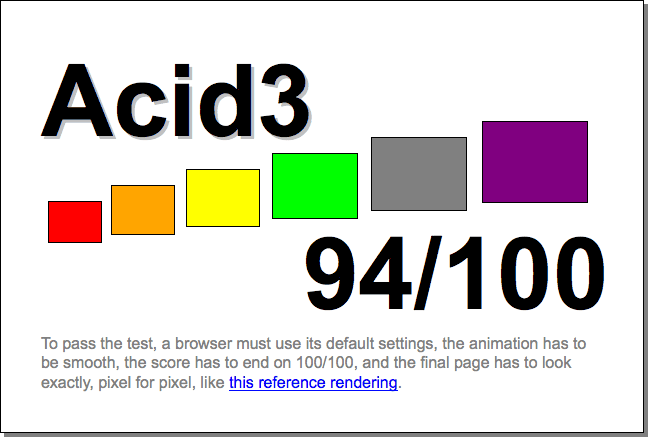 Acid3
94/100
To pass the test, a browser must use its default settings, the animation has to
be smooth, the score has to end on 100/100, and the final page has to look
exactly, pixel for pixel, like this reference rendering.